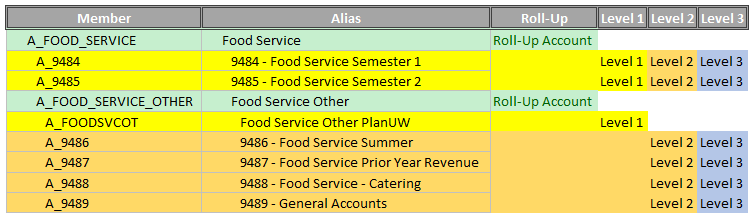 Member Alias Roll-Up Level 1 Level 2 Level 3
A_FOOD_SERVICE Food Service Roll-Up Account
A_9484 9484 - Food Service Semester 1 Level 1 Level 2 Level 3
A_9485 9485 - Food Service Semester 2 Level 1 Level 2 Level 3
A_FOOD_SERVICE_OTHER Food Service Other Roll-Up Account
A_FOODSVCOT Food Service Other PlanUW Level 1
A_9486 9486 - Food Service Summer Level 2 Level 3
A_9487 9487 - Food Service Prior Year Revenue Level 2 Level 3
A_9488 9488 - Food Service - Catering Level 2 Level 3
A_9489 9489 - General Accounts Level 2 Level 3